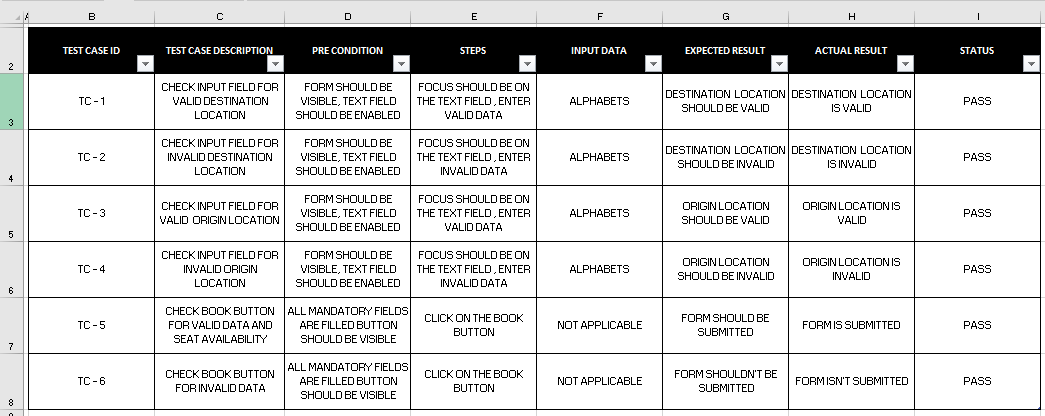 A B C D E F G H I
2 TEST CASE ID TEST CASE DESCRIPTION PRE CONDITION STEPS INPUT DATA EXPECTED RESULT ACTUAL RESULT STATUS
3
TC - 1
CHECK INPUT FIELD FOR
VALID DESTINATION
LOCATION
FORM SHOULD BE
VISIBLE, TEXT FIELD
SHOULD BE ENABLED
FOCUS SHOULD BE ON
THE TEXT FIELD , ENTER
VALID DATA
ALPHABETS
DESTINATION LOCATION
SHOULD BE VALID
DESTINATION LOCATION
IS VALID
PASS
4
TC - 2
CHECK INPUT FIELD FOR
INVALID DESTINATION
LOCATION
FORM SHOULD BE
VISIBLE, TEXT FIELD
SHOULD BE ENABLED
FOCUS SHOULD BE ON
THE TEXT FIELD , ENTER
INVALID DATA
ALPHABETS
DESTINATION LOCATION
SHOULD BE INVALID
DESTINATION LOCATION
IS INVALID
PASS
5
TC - 3
CHECK INPUT FIELD FOR
VALID ORIGIN LOCATION
FORM SHOULD BE
VISIBLE, TEXT FIELD
SHOULD BE ENABLED
FOCUS SHOULD BE ON
THE TEXT FIELD , ENTER
VALID DATA
ALPHABETS
ORIGIN LOCATION
SHOULD BE VALID
ORIGIN LOCATION IS
VALID
PASS
6
TC - 4
CHECK INPUT FIELD FOR
INVALID ORIGIN
LOCATION
FORM SHOULD BE
VISIBLE, TEXT FIELD
SHOULD BE ENABLED
FOCUS SHOULD BE ON
THE TEXT FIELD , ENTER
INVALID DATA
ALPHABETS
ORIGIN LOCATION
SHOULD BE INVALID
ORIGIN LOCATION IS
INVALID
PASS
7
TC - 5
CHECK BOOK BUTTON
FOR VALID DATA AND
SEAT AVAILABILITY
ALL MANDATORY FIELDS
ARE FILLED BUTTON
SHOULD BE VISIBLE
CLICK ON THE BOOK
BUTTON
NOT APPLICABLE
FORM SHOULD BE
SUBMITTED
FORM IS SUBMITTED
PASS
8
TC - 6
CHECK BOOK BUTTON
FOR INVALID DATA
ALL MANDATORY FIELDS
ARE FILLED BUTTON
SHOULD BE VISIBLE
CLICK ON THE BOOK
BUTTON
NOT APPLICABLE
FORM SHOULDN'T BE
SUBMITTED
FORM ISN'T SUBMITTED
PASS